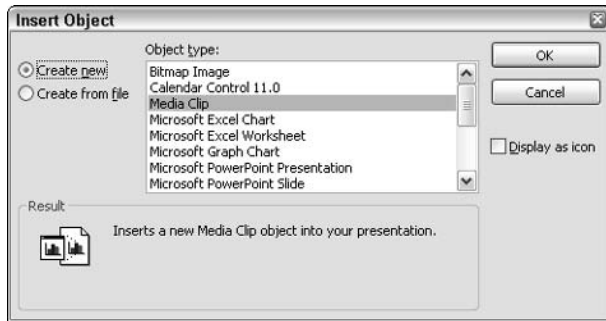 Insert Object
Create new
Create from file
Object type:
Bitmap Image
Calendar Control 11.0
Media Clip
Microsoft Excel Chart
Microsoft Excel Worksheet
Microsoft Graph Chart
Microsoft PowerPoint Presentation
Microsoft PowerPoint Slide
OK
Cancel
Display as icon
Result
Inserts a new Media Clip object into your presentation.